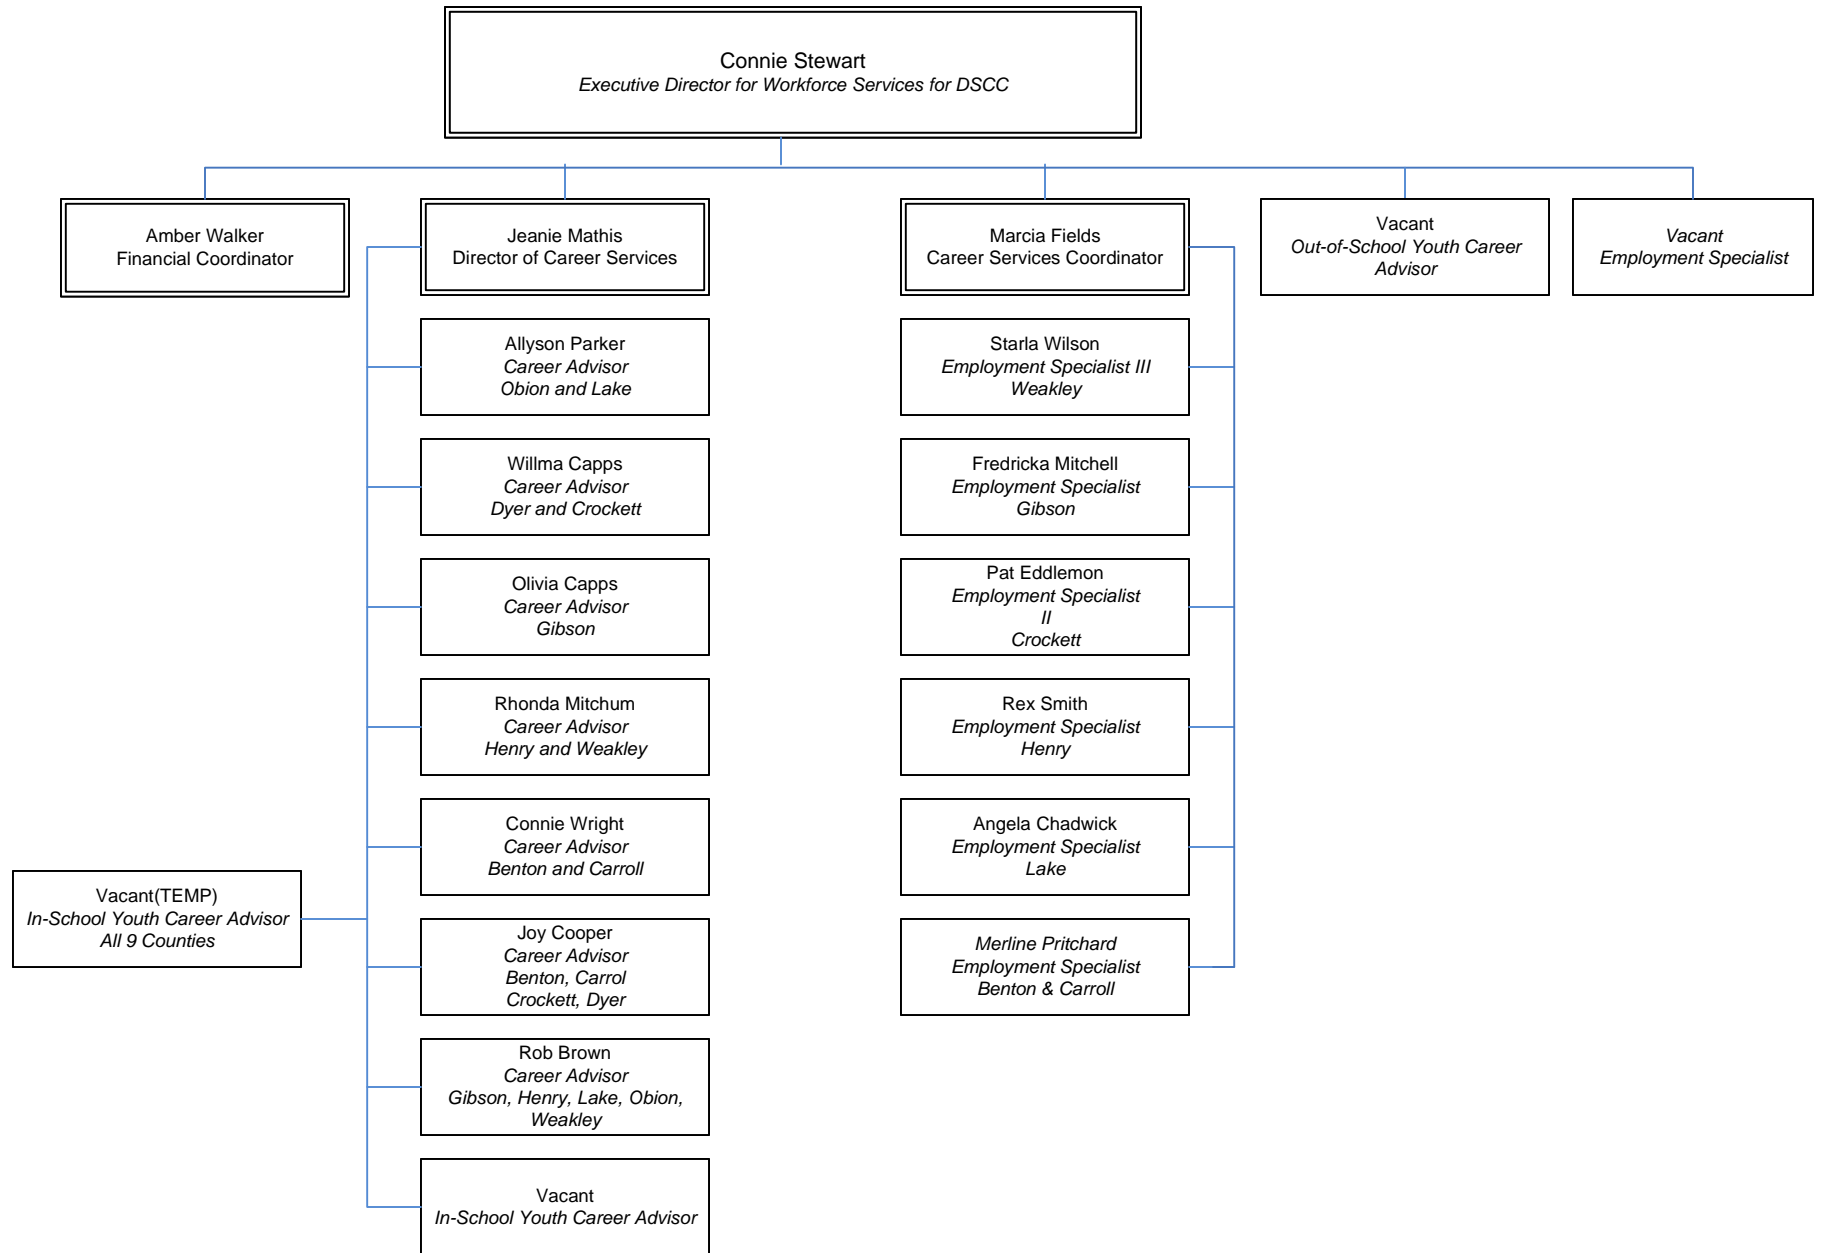 Connie Stewart
Executive Director for Workforce Services for DSCC
Amber Walker
Financial Coordinator
Jeanie Mathis
Director of Career Services
Marcia Fields
Career Services Coordinator
Vacant
Out-of-School Youth Career
Advisor
Vacant
Employment Specialist
Allyson Parker
Career Advisor
Obion and Lake
Starla Wilson
Employment Specialist III
Weakley
Willma Capps
Career Advisor
Dyer and Crockett
Fredricka Mitchell
Employment Specialist
Gibson
Olivia Capps
Career Advisor
Gibson
Pat Eddlemon
Employment Specialist
II
Crockett
Rhonda Mitchum
Career Advisor
Henry and Weakley
Rex Smith
Employment Specialist
Henry
Connie Wright
Career Advisor
Benton and Carroll
Angela Chadwick
Employment Specialist
Lake
Vacant(TEMP)
In-School Youth Career Advisor
All 9 Counties
Joy Cooper
Career Advisor
Benton, Carrol
Crockett, Dyer
Merline Pritchard
Employment Specialist
Benton & Carroll
Rob Brown
Career Advisor
Gibson, Henry, Lake, Obion,
Weakley
Vacant
In-School Youth Career Advisor